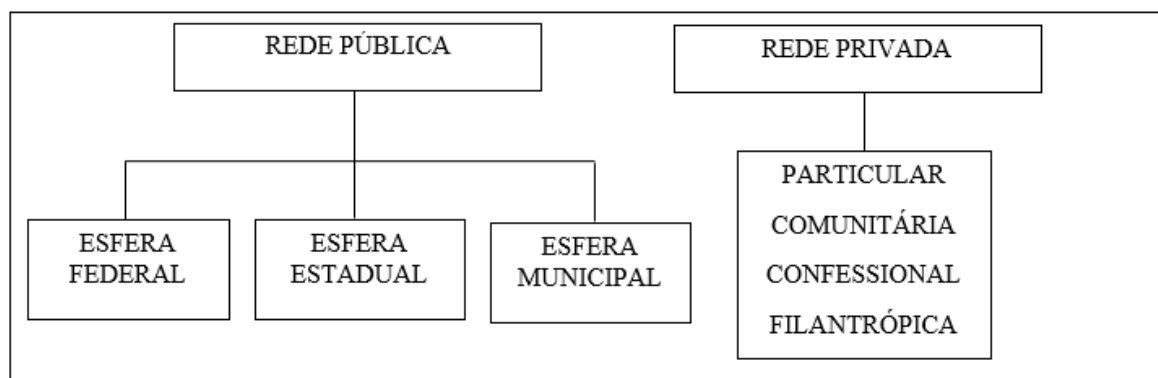 REDE PÚBLICA
REDE PRIVADA
ESFERA
FEDERAL
ESFERA
ESTADUAL
ESFERA
MUNICIPAL
PARTICULAR
COMUNITÁRIA
CONFESSIONAL
FILANTRÓPICA